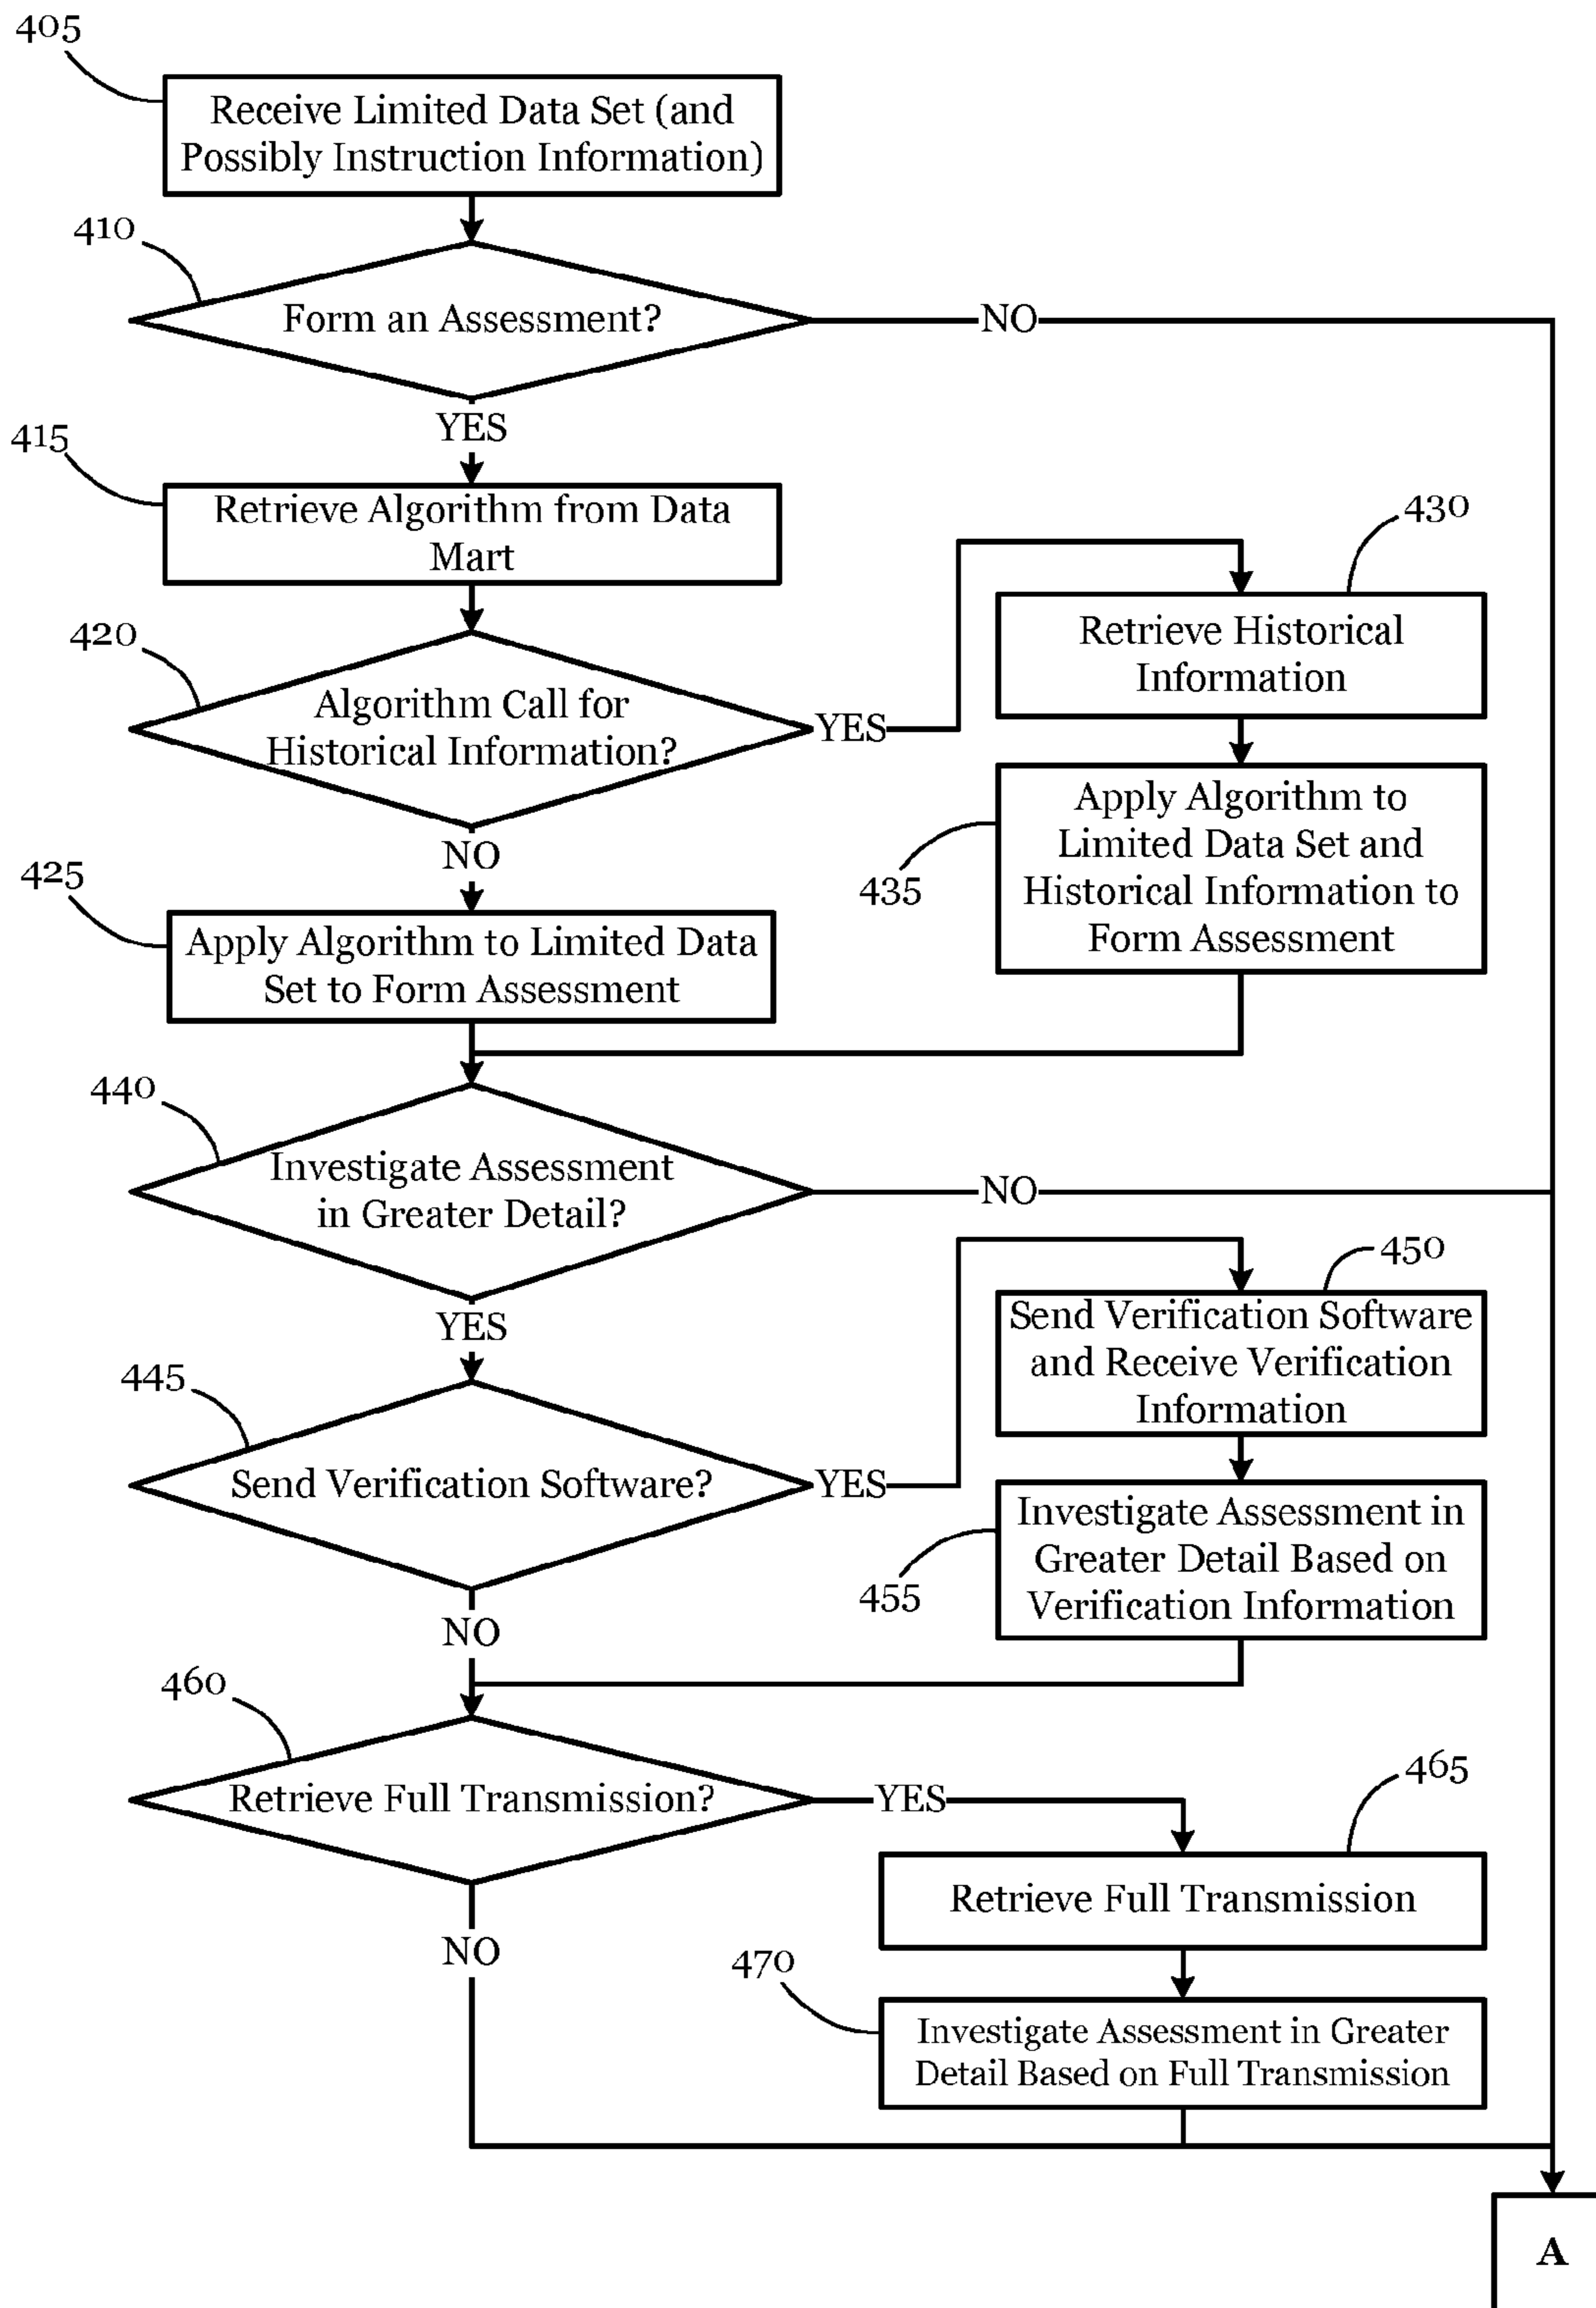 405
Receive Limited Data Set (and
Possibly Instruction Information)
410
Form an Assessment?
NO
YES
415
Retrieve Algorithm from Data
Mart
430
Retrieve Historical
Information
420
Algorithm Call for
Historical Information?
YES
NO
435
Apply Algorithm to
Limited Data Set and
Historical Information to
Form Assessment
425
Apply Algorithm to Limited Data
Set to Form Assessment
440
Investigate Assessment
in Greater Detail?
NO
YES
450
Send Verification Software
and Receive Verification
Information
445
Send Verification Software?
YES
NO
455
Investigate Assessment in
Greater Detail Based on
Verification Information
460
Retrieve Full Transmission?
YES
NO
465
Retrieve Full Transmission
470
Investigate Assessment in Greater
Detail Based on Full Transmission
A